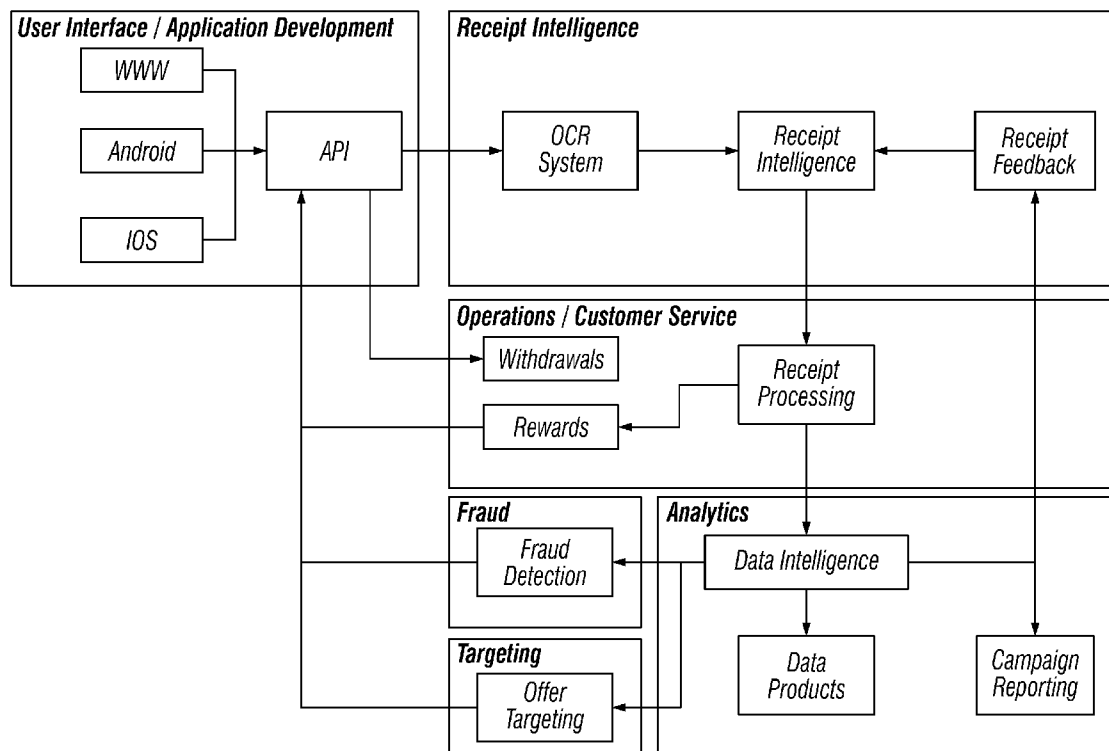 User Interface / Application Development
WWW
Android
IOS
API
Receipt Intelligence
OCR
System
Receipt
Intelligence
Receipt
Feedback
Operations / Customer Service
Withdrawals
Rewards
Receipt
Processing
Fraud
Fraud
Detection
Targeting
Offer
Targeting
Analytics
Data Intelligence
Data
Products
Campaign
Reporting